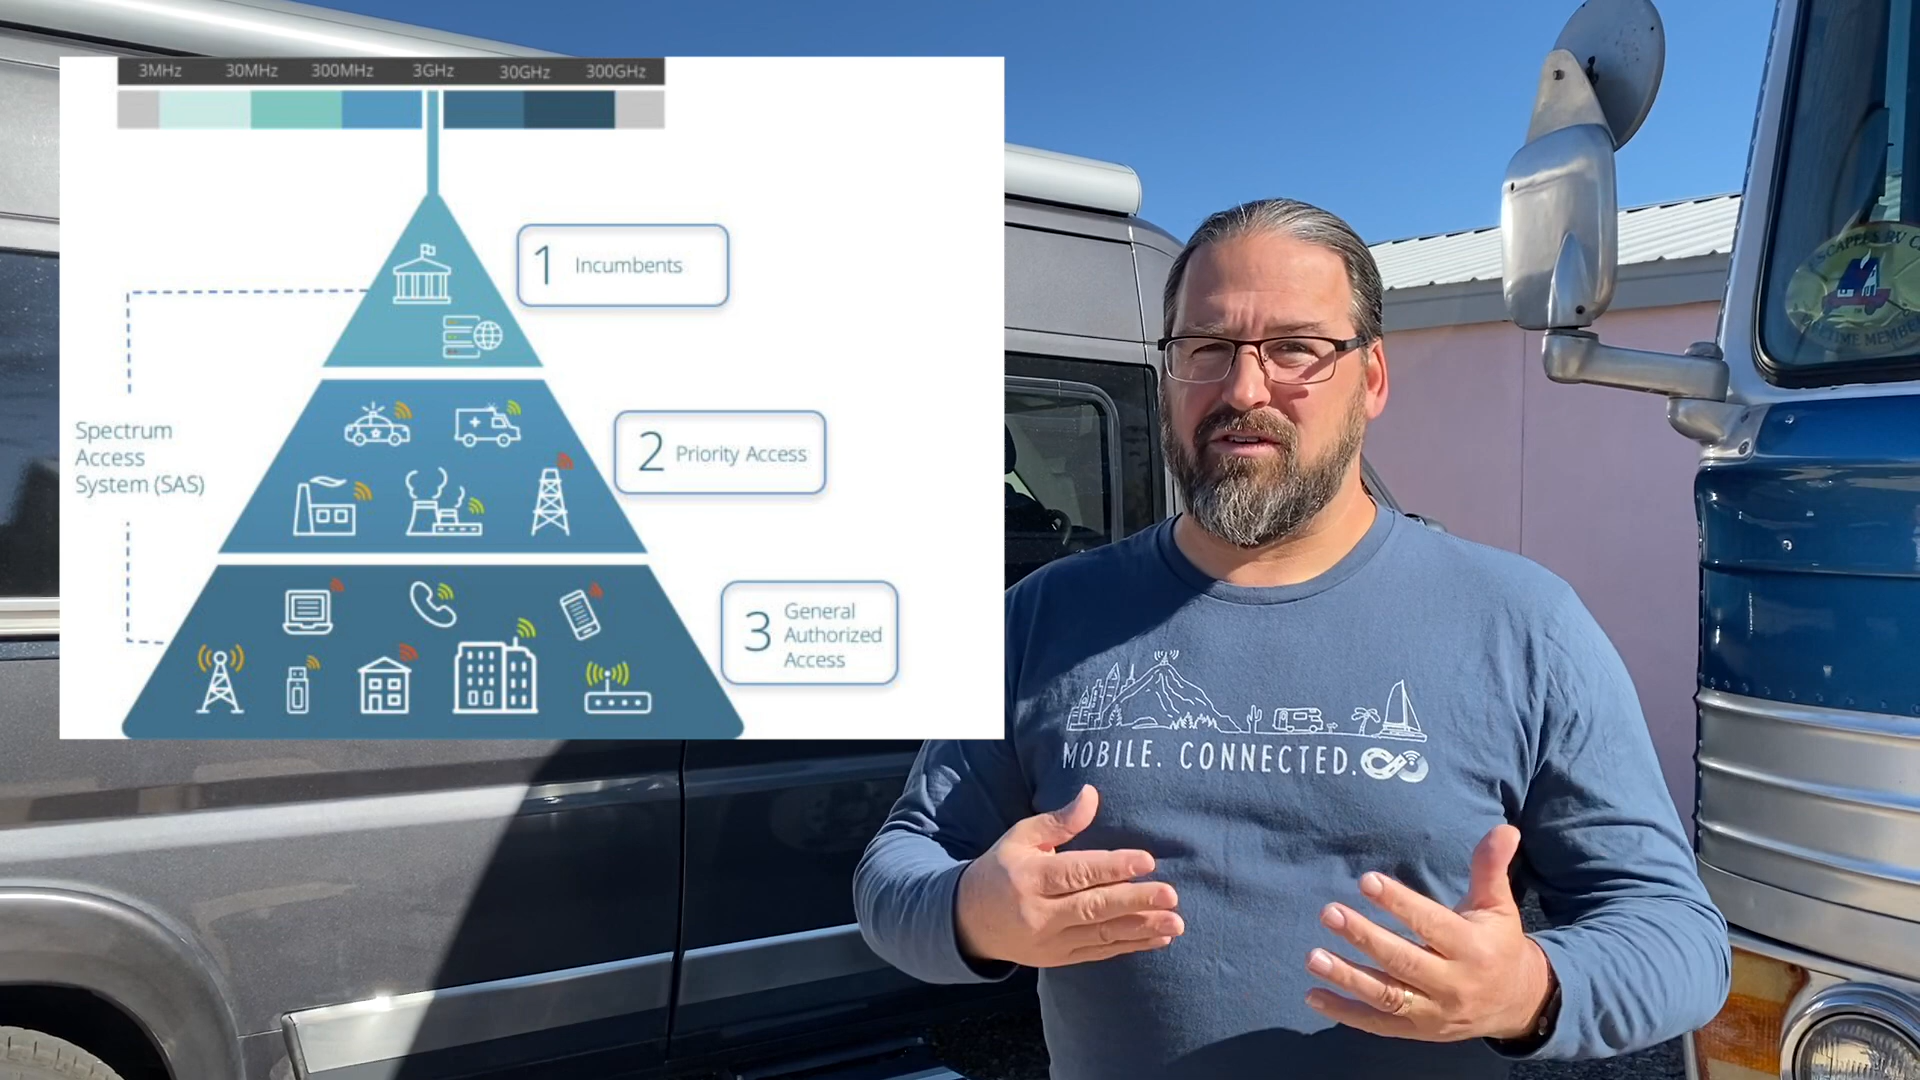 3MHz 30MHz 300MHz 3GHz 30GHz 300GHz
1 Incumbents
2 Priority Access
Spectrum
Access
System (SAS)
3 General
Authorized
Access
MOBILE. CONNECTED.